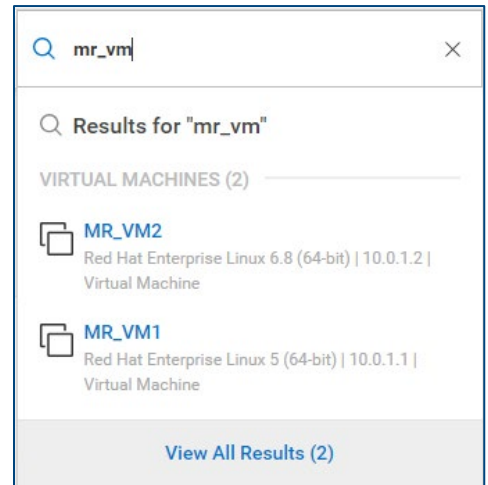 mr_vm
Results for "mr_vm"
VIRTUAL MACHINES (2)
MR_VM2
Red Hat Enterprise Linux 6.8 (64-bit) | 10.0.1.2 |
Virtual Machine
MR_VM1
Red Hat Enterprise Linux 5 (64-bit) | 10.0.1.1 |
Virtual Machine
View All Results (2)